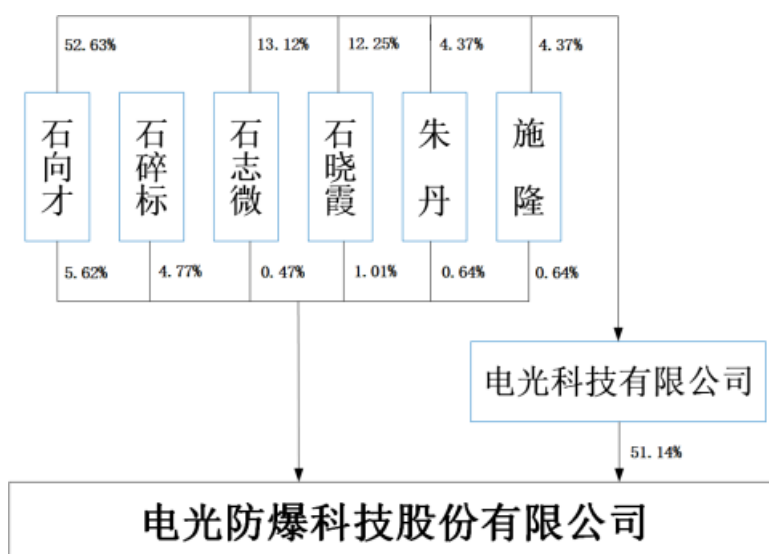 52.63% 13.12% 12.25% 4.37% 4.37%
石向才
石碎标
石志微
石晓霞
朱丹
施隆
5.62% 4.77% 0.47% 1.01% 0.64% 0.64%
电光科技有限公司
51.14%
电光防爆科技股份有限公司